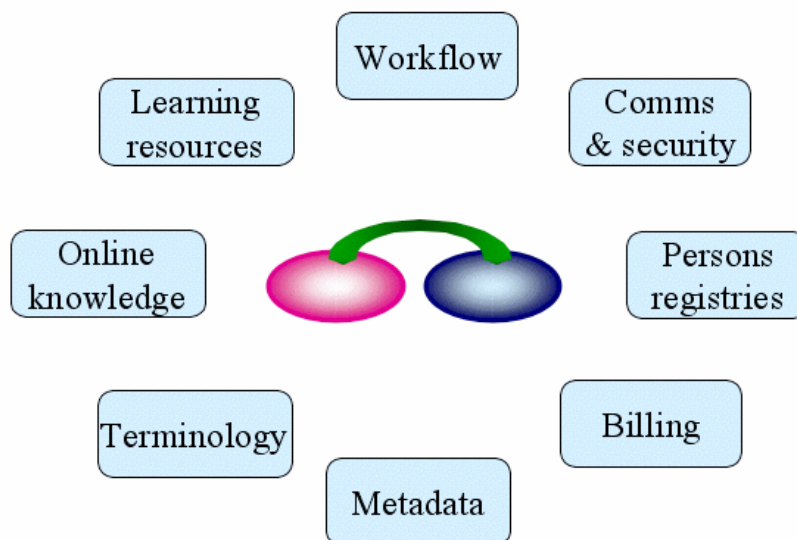 Workflow
Learning
resources
Comms
& security
Online
knowledge
Persons
registries
Terminology
Billing
Metadata